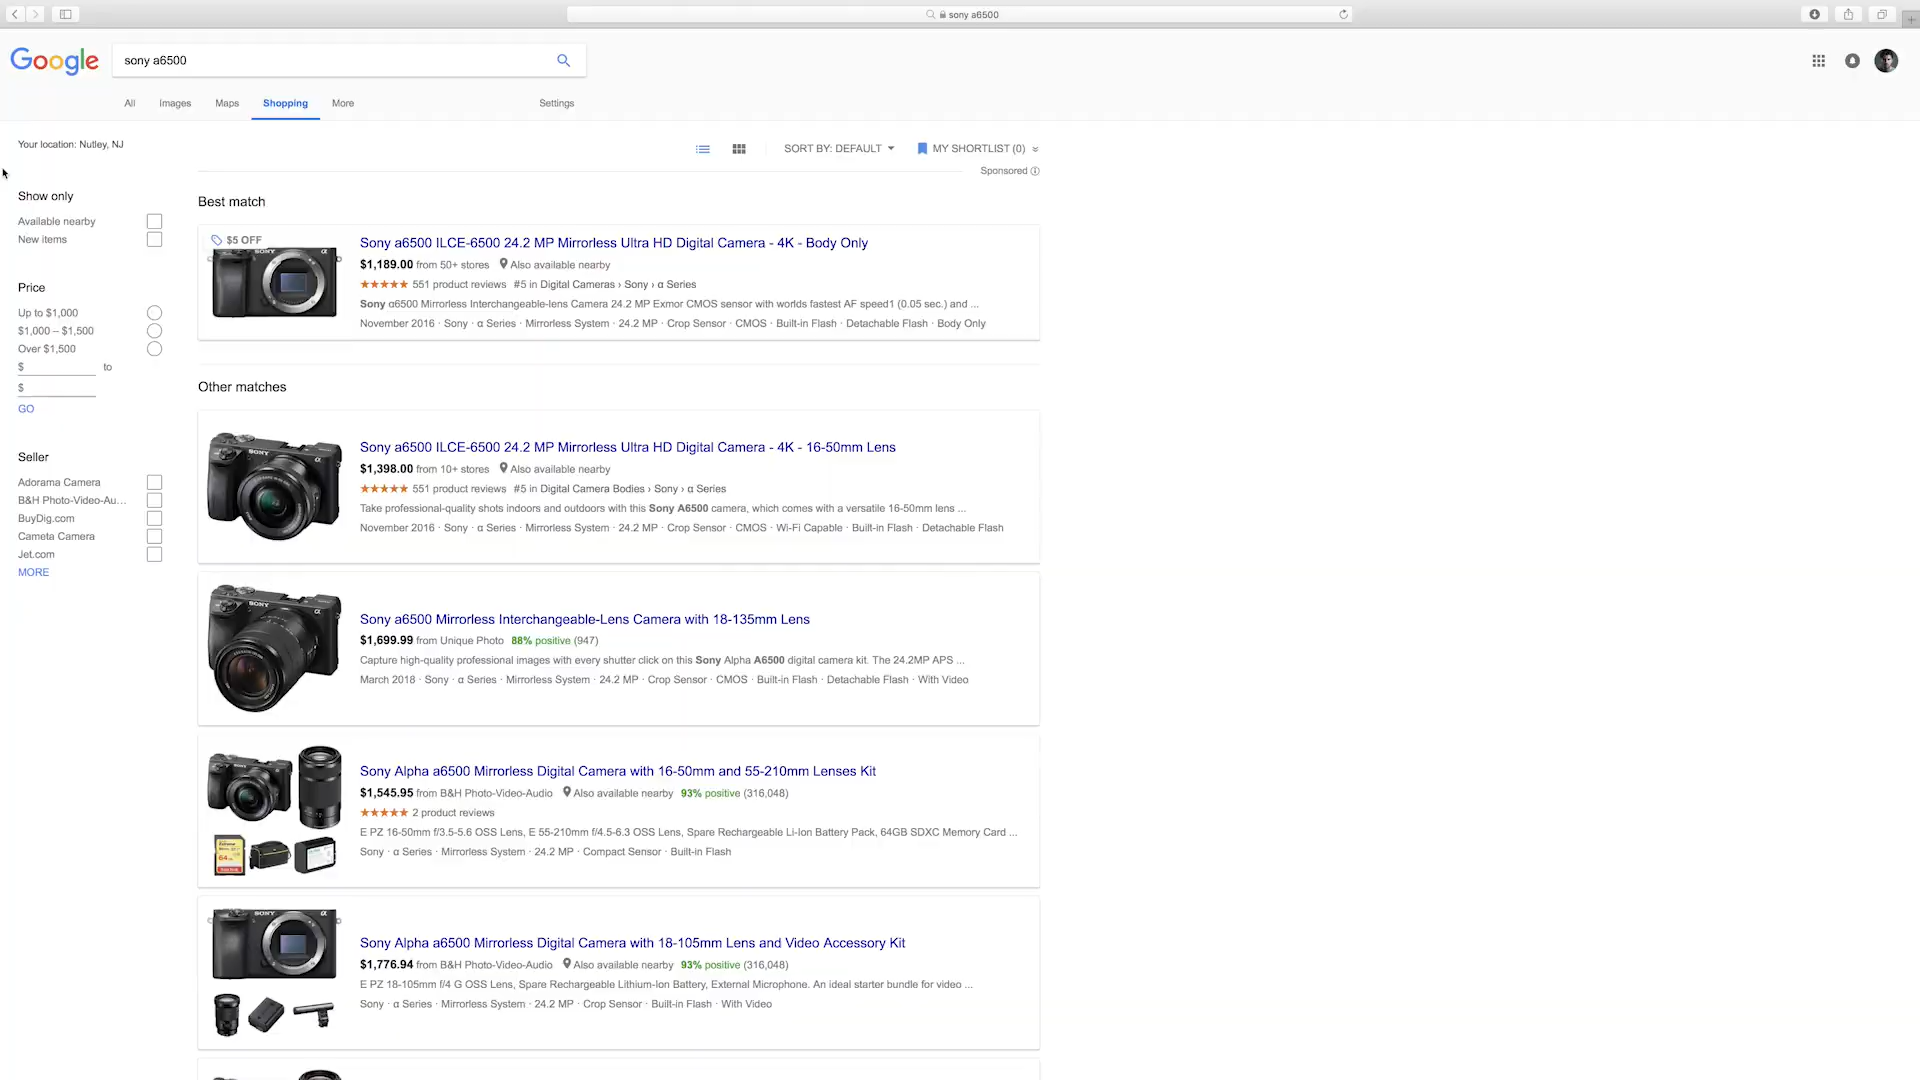 sony a6500
Google
sony a6500
All Images Maps Shopping More Settings
Your location: Nutley, NJ
SORT BY: DEFAULT MY SHORTLIST (0)
Sponsored
Show only
Available nearby
New items
Price
Up to $1,000
$1,000 – $1,500
Over $1,500
$ to
$
GO
Seller
Adorama Camera
B&H Photo-Video-Au...
BuyDig.com
Cameta Camera
Jet.com
MORE
Best match
$5 OFF
SONY
Sony a6500 ILCE-6500 24.2 MP Mirrorless Ultra HD Digital Camera - 4K - Body Only
$1,189.00 from 50+ stores Also available nearby
551 product reviews #5 in Digital Cameras › Sony › α Series
Sony α6500 Mirrorless Interchangeable-lens Camera 24.2 MP Exmor CMOS sensor with worlds fastest AF speed1 (0.05 sec.) and ...
November 2016 · Sony · α Series · Mirrorless System · 24.2 MP · Crop Sensor · CMOS · Built-in Flash · Detachable Flash · Body Only
Other matches
SONY
Sony a6500 ILCE-6500 24.2 MP Mirrorless Ultra HD Digital Camera - 4K - 16-50mm Lens
$1,398.00 from 10+ stores Also available nearby
551 product reviews #5 in Digital Camera Bodies › Sony › α Series
Take professional-quality shots indoors and outdoors with this Sony A6500 camera, which comes with a versatile 16-50mm lens ...
November 2016 · Sony · α Series · Mirrorless System · 24.2 MP · Crop Sensor · CMOS · Wi-Fi Capable · Built-in Flash · Detachable Flash
SONY
Sony a6500 Mirrorless Interchangeable-Lens Camera with 18-135mm Lens
$1,699.99 from Unique Photo 88% positive (947)
Capture high-quality professional images with every shutter click on this Sony Alpha A6500 digital camera kit. The 24.2MP APS ...
March 2018 · Sony · α Series · Mirrorless System · 24.2 MP · Crop Sensor · CMOS · Built-in Flash · Detachable Flash · With Video
Sony Alpha a6500 Mirrorless Digital Camera with 16-50mm and 55-210mm Lenses Kit
$1,545.95 from B&H Photo-Video-Audio Also available nearby 93% positive (316,048)
2 product reviews
E PZ 16-50mm f/3.5-5.6 OSS Lens, E 55-210mm f/4.5-6.3 OSS Lens, Spare Rechargeable Li-Ion Battery Pack, 64GB SDXC Memory Card ...
Sony · α Series · Mirrorless System · 24.2 MP · Compact Sensor · Built-in Flash
SONY
Sony Alpha a6500 Mirrorless Digital Camera with 18-105mm Lens and Video Accessory Kit
$1,776.94 from B&H Photo-Video-Audio Also available nearby 93% positive (316,048)
E PZ 18-105mm f/4 G OSS Lens, Spare Rechargeable Lithium-Ion Battery, External Microphone. An ideal starter bundle for video ...
Sony · α Series · Mirrorless System · 24.2 MP · Crop Sensor · Built-in Flash · With Video